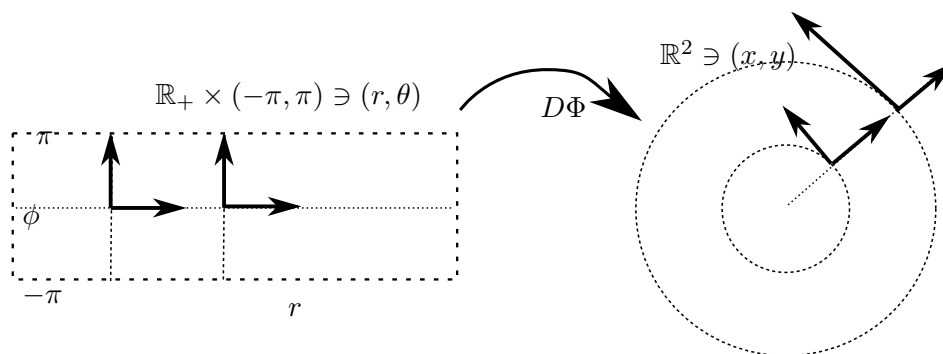 ℝ² ∋ (x, y)
ℝ₊ × (−π, π) ∋ (r, θ)
DΦ
π
ϕ
−π
r